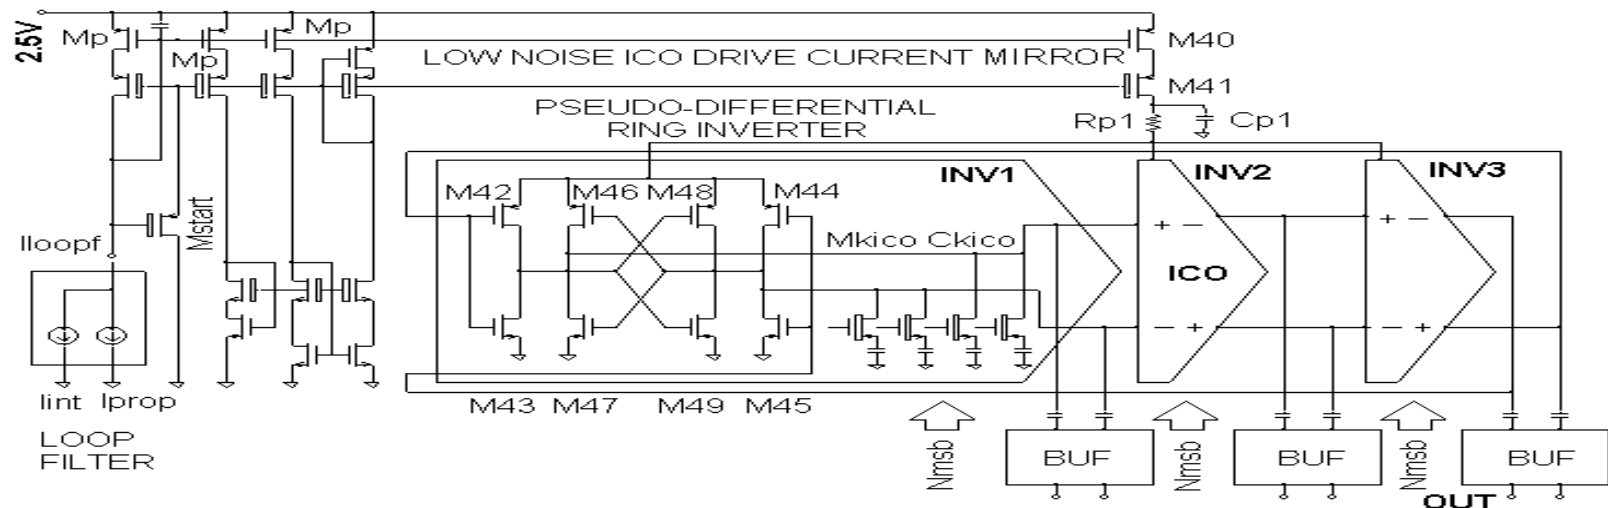 2.5V
Mp
Mp
Mp
M40
LOW NOISE ICO DRIVE CURRENT MIRROR
M41
PSEUDO-DIFFERENTIAL
RING INVERTER
Rp1
Cp1
INV1
INV2
INV3
M42
M46
M48
M44
Mstart
Iloopf
Mkico Ckico
+ −
+ −
ICO
− +
− +
Iint
Iprop
M43
M47
M49
M45
LOOP
FILTER
Nmsb
BUF
Nmsb
BUF
Nmsb
BUF
OUT